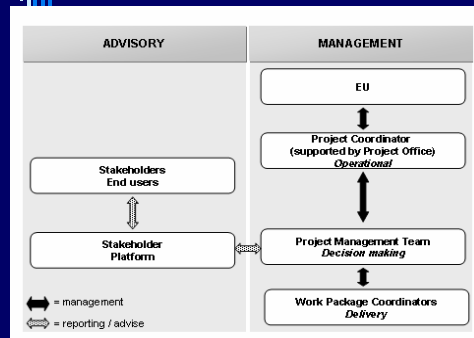 ADVISORY
MANAGEMENT
EU
Project Coordinator
(supported by Project Office)
Operational
Stakeholders
End users
Stakeholder
Platform
Project Management Team
Decision making
Work Package Coordinators
Delivery
= management
= reporting / advise